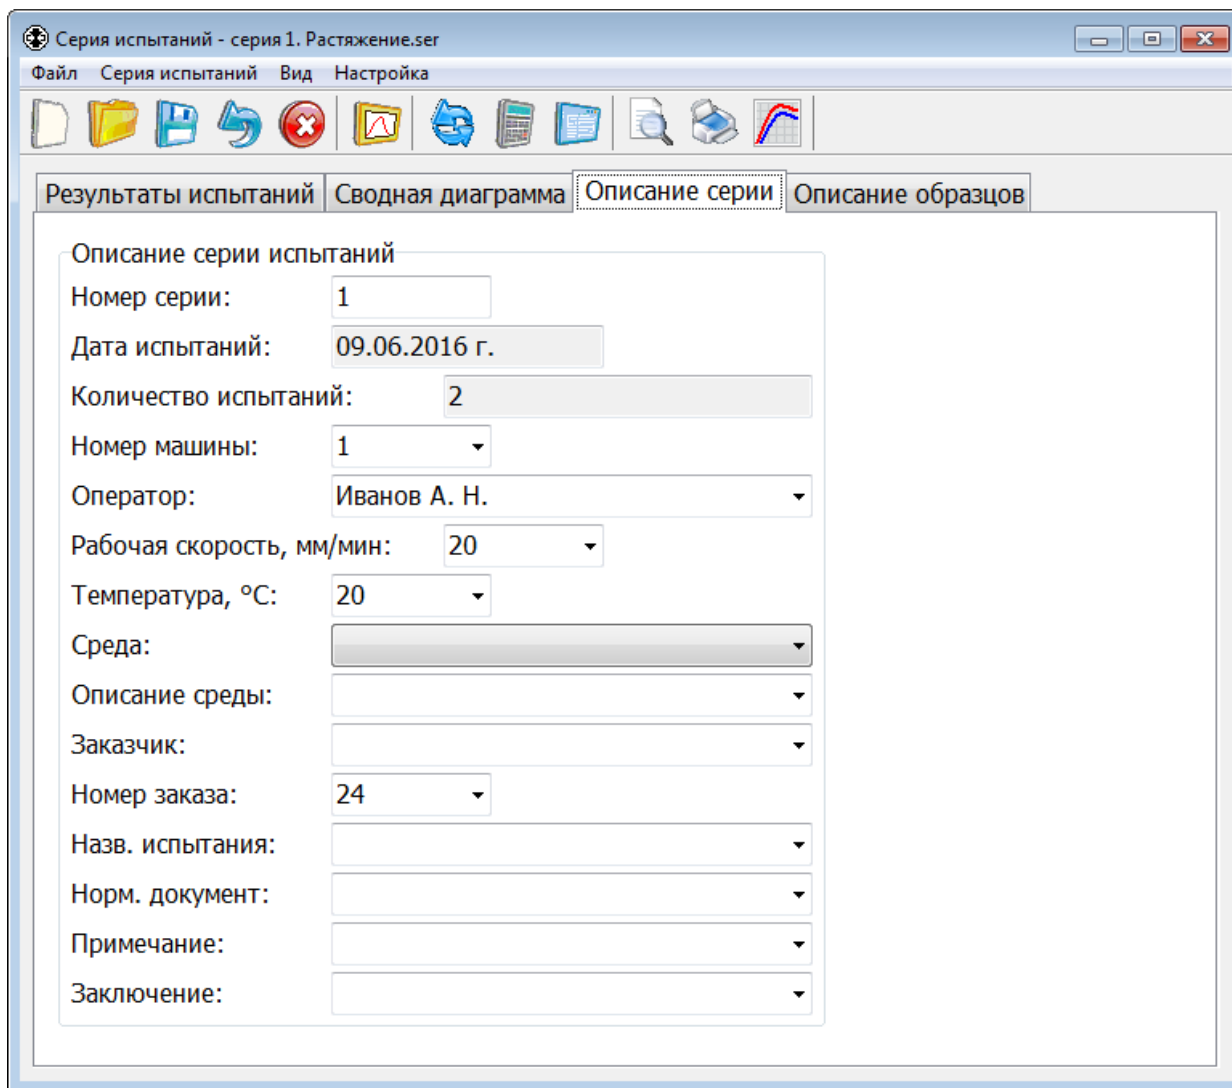 Серия испытаний - серия 1. Растяжение.ser
Файл Серия испытаний Вид Настройка
Результаты испытаний Сводная диаграмма Описание серии Описание образцов
Описание серии испытаний
Номер серии: 1
Дата испытаний: 09.06.2016 г.
Количество испытаний: 2
Номер машины: 1
Оператор: Иванов А. Н.
Рабочая скорость, мм/мин: 20
Температура, °C: 20
Среда:
Описание среды:
Заказчик:
Номер заказа: 24
Назв. испытания:
Норм. документ:
Примечание:
Заключение: